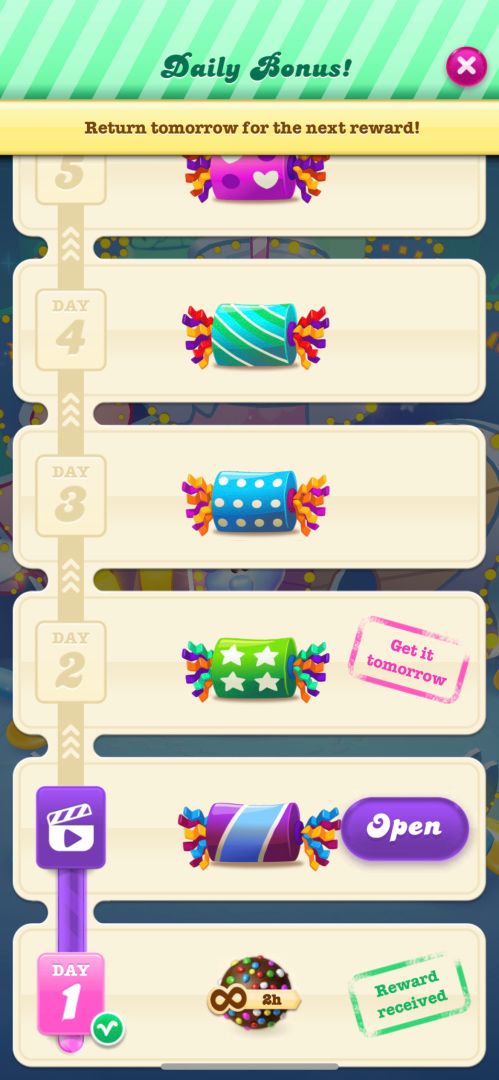 Daily Bonus!
Return tomorrow for the next reward!
5
DAY
4
DAY
3
DAY
2
Get it
tomorrow
Open
DAY
1
2h
Reward
received